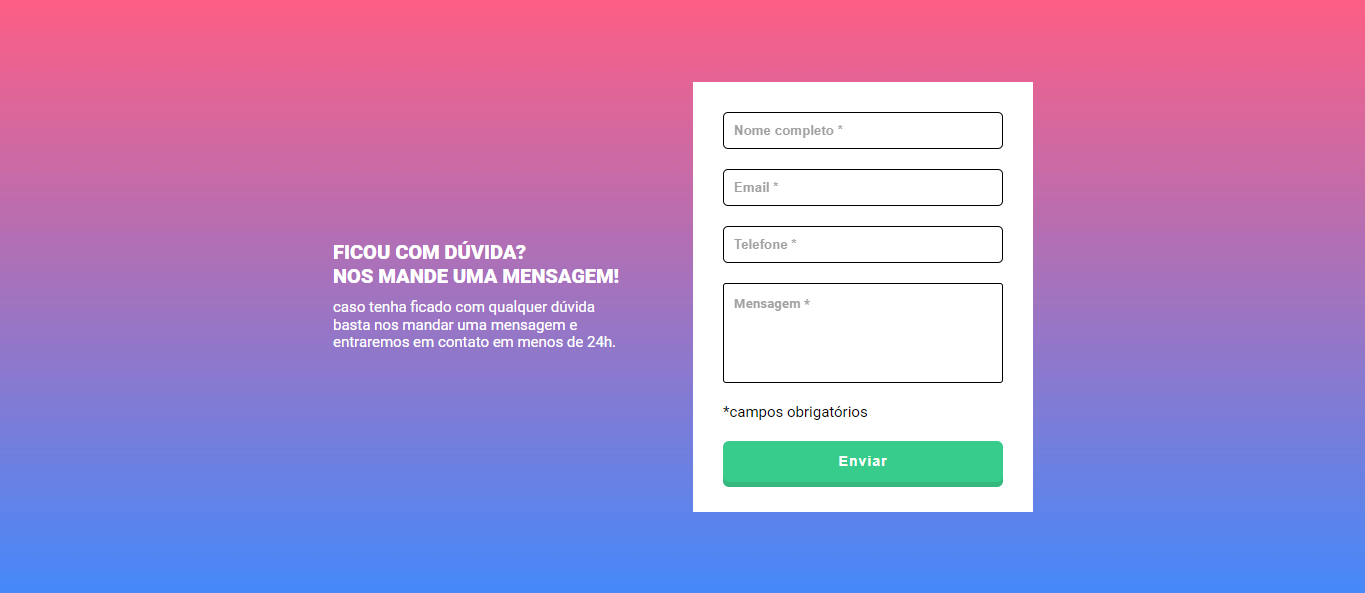 FICOU COM DÚVIDA?
NOS MANDE UMA MENSAGEM!
caso tenha ficado com qualquer dúvida
basta nos mandar uma mensagem e
entraremos em contato em menos de 24h.
Nome completo *
Email *
Telefone *
Mensagem *
*campos obrigatórios
Enviar